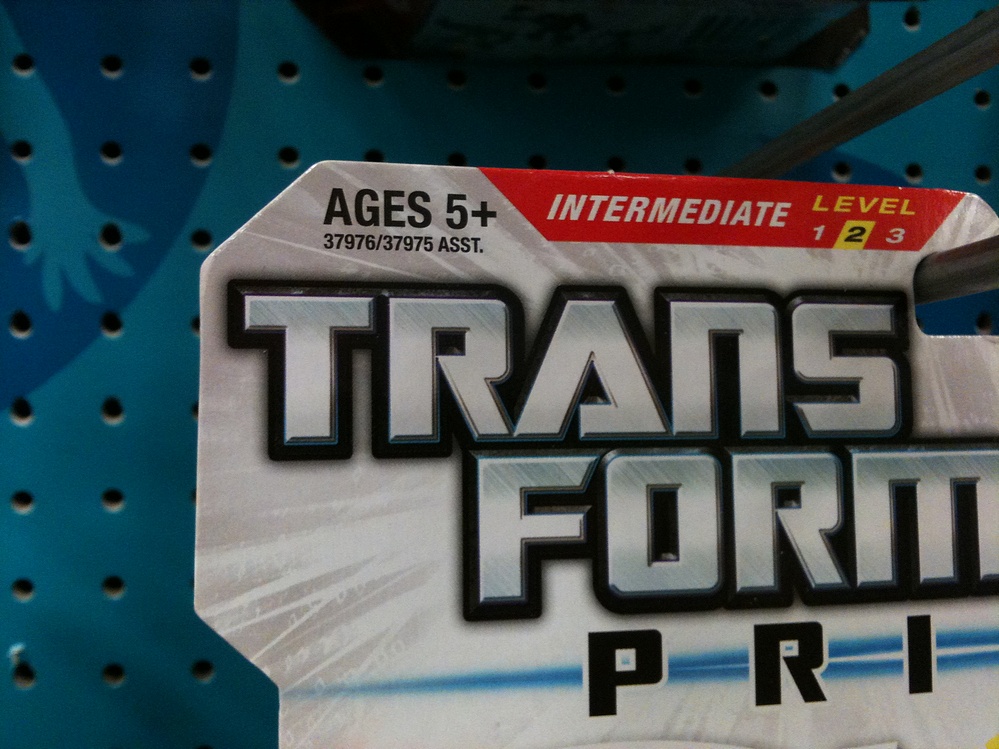 AGES 5+
37976/37975 ASST.
INTERMEDIATE
LEVEL
1 2 3
TRANS
FORM
PRI